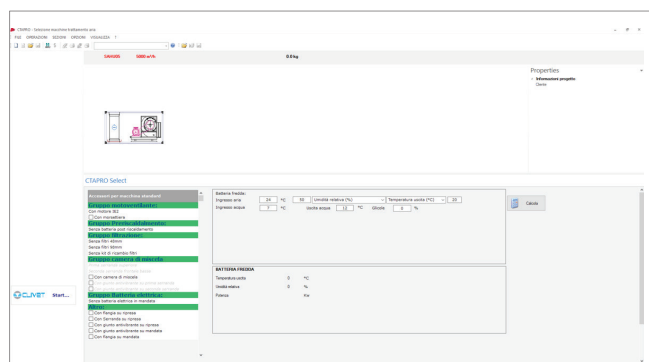 CTAPRO - Selezione macchine trattamento aria
FILE OPERAZIONI SEZIONI ORDIONI VISUALIZZA ?
5000 m³/h
0.0 kg
Properties
Informazioni progetto
CTAPRO Select
Accessori per macchine standard
Gruppo motoventilante:
Con motore IE2
Con morsettiera
Gruppo Preriscaldamento:
Senza batteria post riscaldamento
Gruppo filtrazione:
Senza filtri 48mm
Senza filtri 98mm
Senza kit di ricambio filtri
Gruppo camera di miscela
Con camera di miscela
Gruppo Batteria elettrica:
Senza batteria elettrica in mandata
Altro:
Con flangia su ripresa
Con Serranda su ripresa
Con giunto antivibrante su ripresa
Con giunto antivibrante su mandata
Con flangia su mandata
Batteria fredda:
Ingresso aria 26 °C 50 Umidità relativa (%) Temperatura uscita (°C) 20
Ingresso acqua 7 °C Uscita acqua 12 °C Glicole 0 %
Calcola
BATTERIA FREDDA
Temperatura uscita 0 °C
Umidità relativa 0 %
Potenza Kw
CLIVET Start...